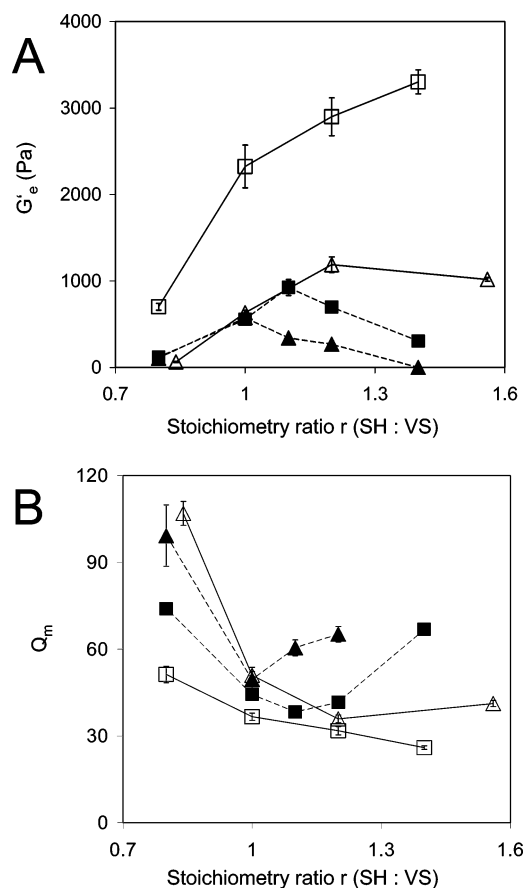 A
4000
3000
2000
1000
0
G'e (Pa)
0.7 1 1.3 1.6
Stoichiometry ratio r (SH : VS)
B
120
90
60
30
0
Qm
0.7 1 1.3 1.6
Stoichiometry ratio r (SH : VS)